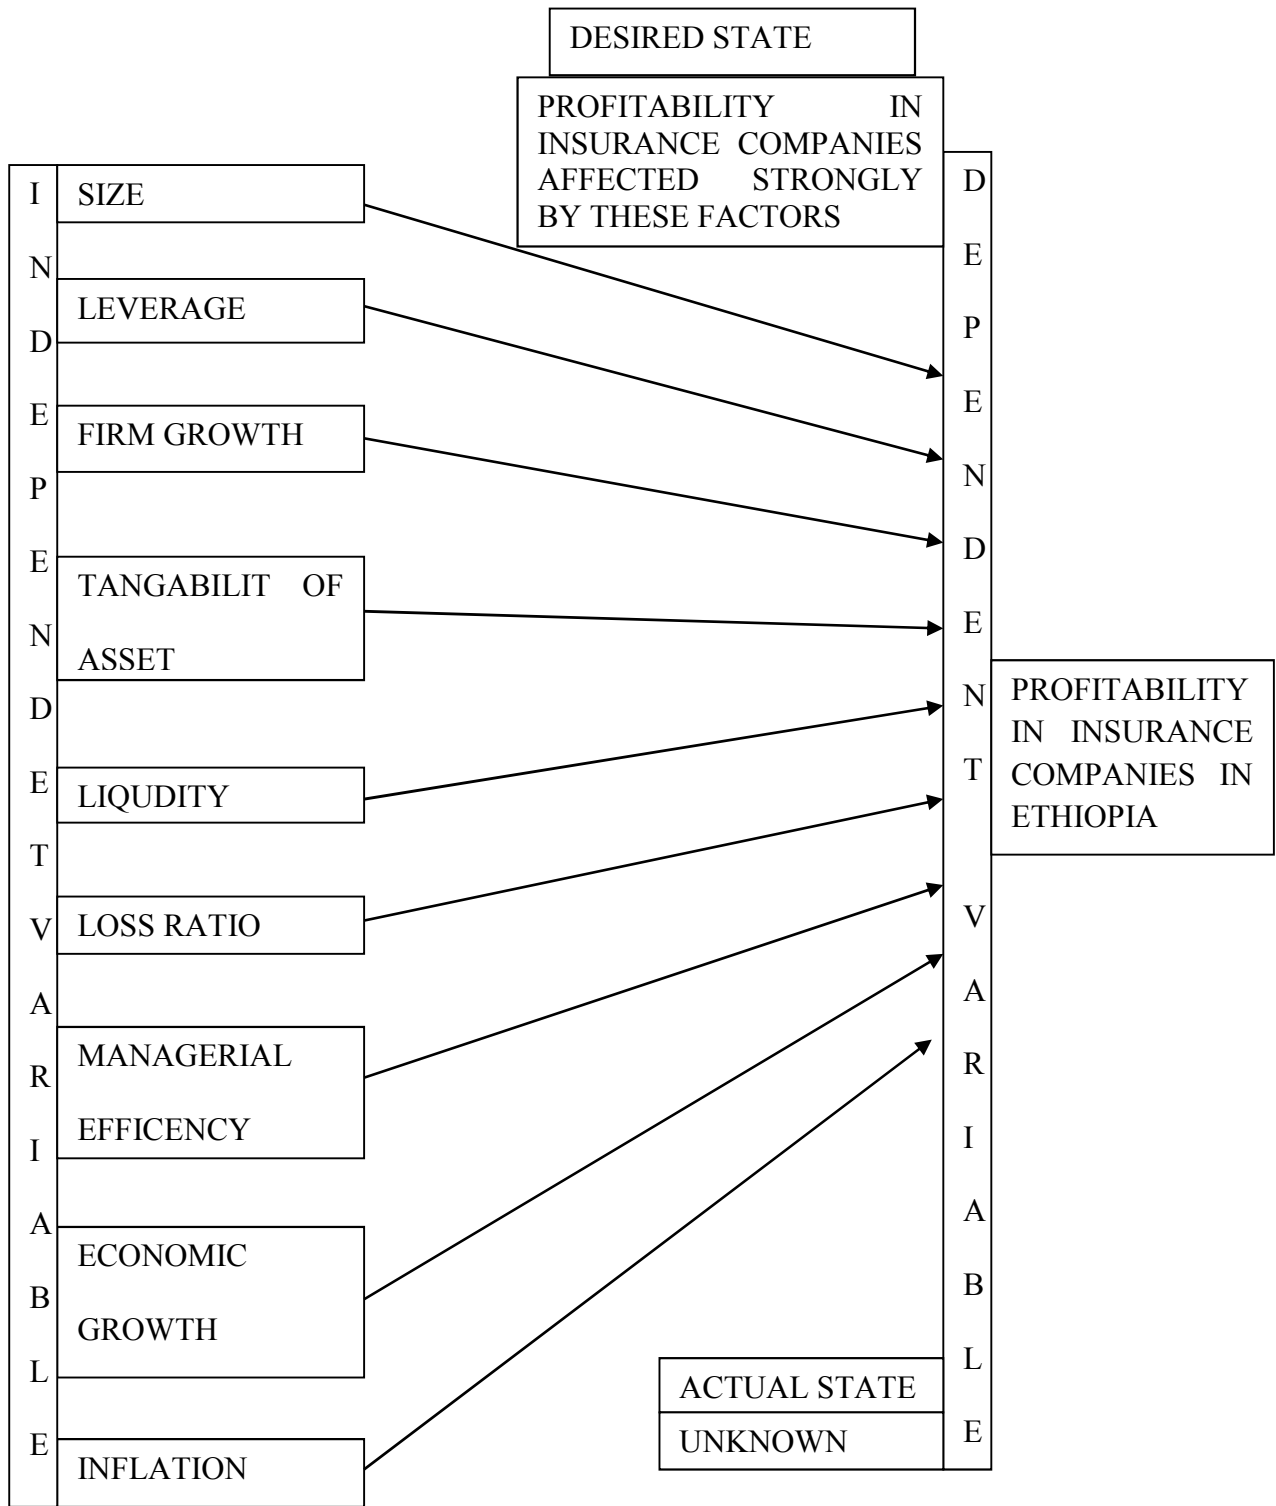 DESIRED STATE
PROFITABILITY IN
INSURANCE COMPANIES
AFFECTED STRONGLY
BY THESE FACTORS
I N D E P E N D E T V A R I A B L E
SIZE
LEVERAGE
FIRM GROWTH
TANGABILIT OF
ASSET
LIQUDITY
LOSS RATIO
MANAGERIAL
EFFICENCY
ECONOMIC
GROWTH
INFLATION
D E P E N D E N T V A R I A B L E
PROFITABILITY
IN INSURANCE
COMPANIES IN
ETHIOPIA
ACTUAL STATE
UNKNOWN